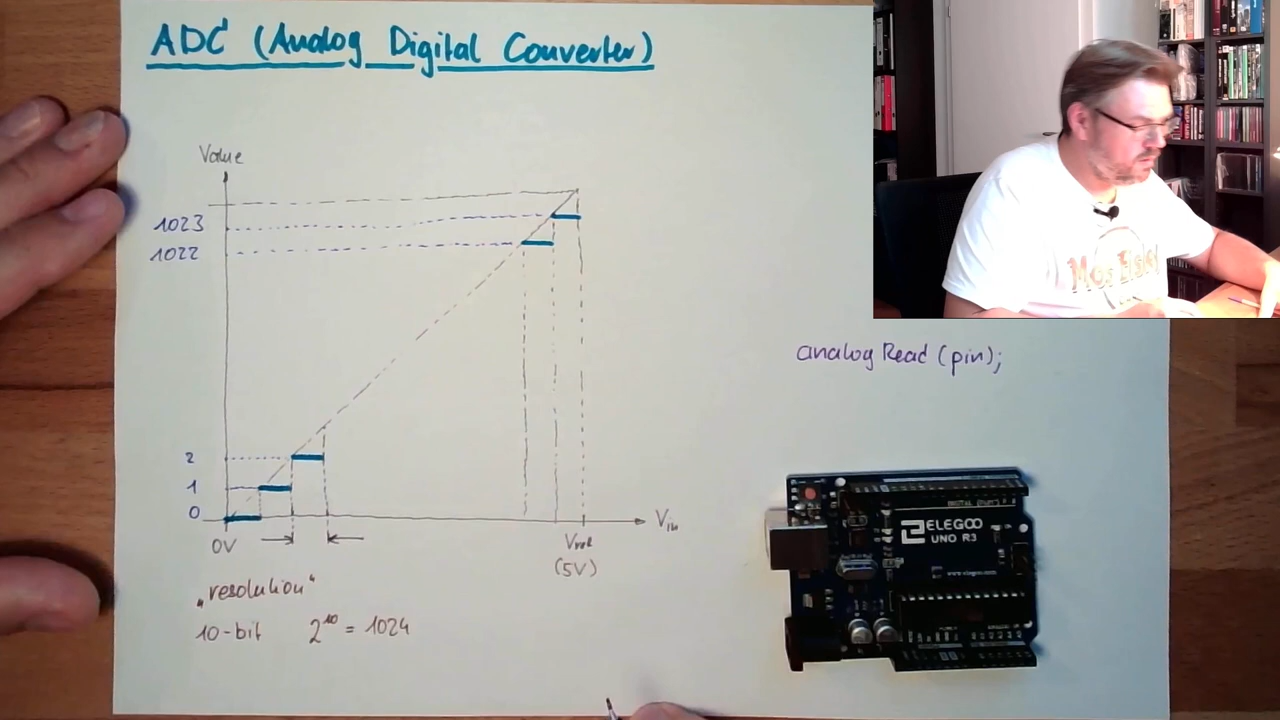 ADC (Analog Digital Converter)
Value
1023
1022
2
1
0
0V
Vref
(5V)
Vin
"resolution"
10-bit 2^10 = 1024
analogRead(pin);
ELEGOO
UNO R3